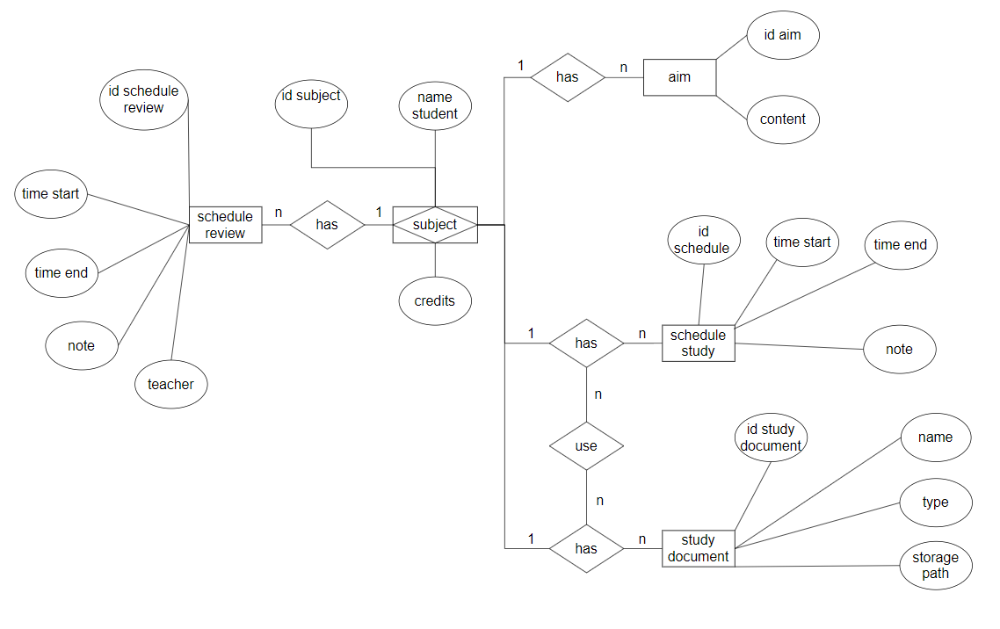 id aim
1
n
has
aim
id schedule
review
id subject
name
student
content
time start
schedule
review
n
has
1
subject
id
schedule
time start
time end
time end
credits
note
1
has
n
schedule
study
note
teacher
n
use
id study
document
name
n
type
1
has
n
study
document
storage
path